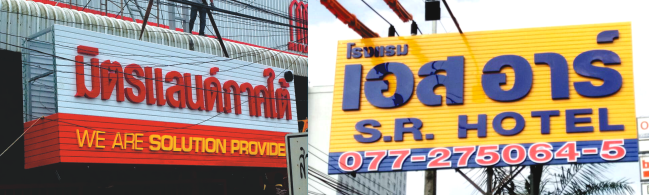 มิตรแลนด์ภาคใต้
WE ARE SOLUTION PROVIDE
โรงแรม
เอส อาร์
S.R. HOTEL
077-275064-5